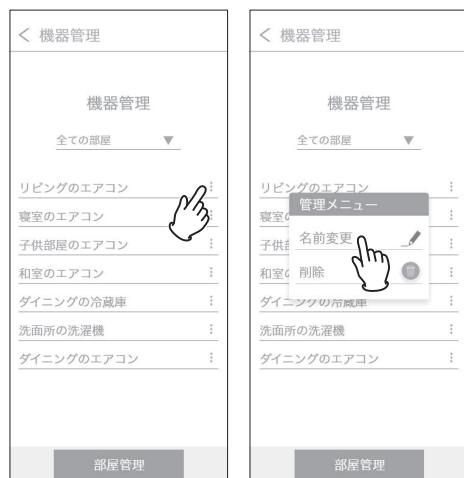 < 機器管理
機器管理
全ての部屋 ▼
リビングのエアコン
寝室のエアコン
子供部屋のエアコン
和室のエアコン
ダイニングの冷蔵庫
洗面所の洗濯機
ダイニングのエアコン
部屋管理
< 機器管理
機器管理
全ての部屋 ▼
リビングのエアコン
管理メニュー
寝室
名前変更
子供
削除
和室
ダイニングの冷蔵庫
洗面所の洗濯機
ダイニングのエアコン
部屋管理